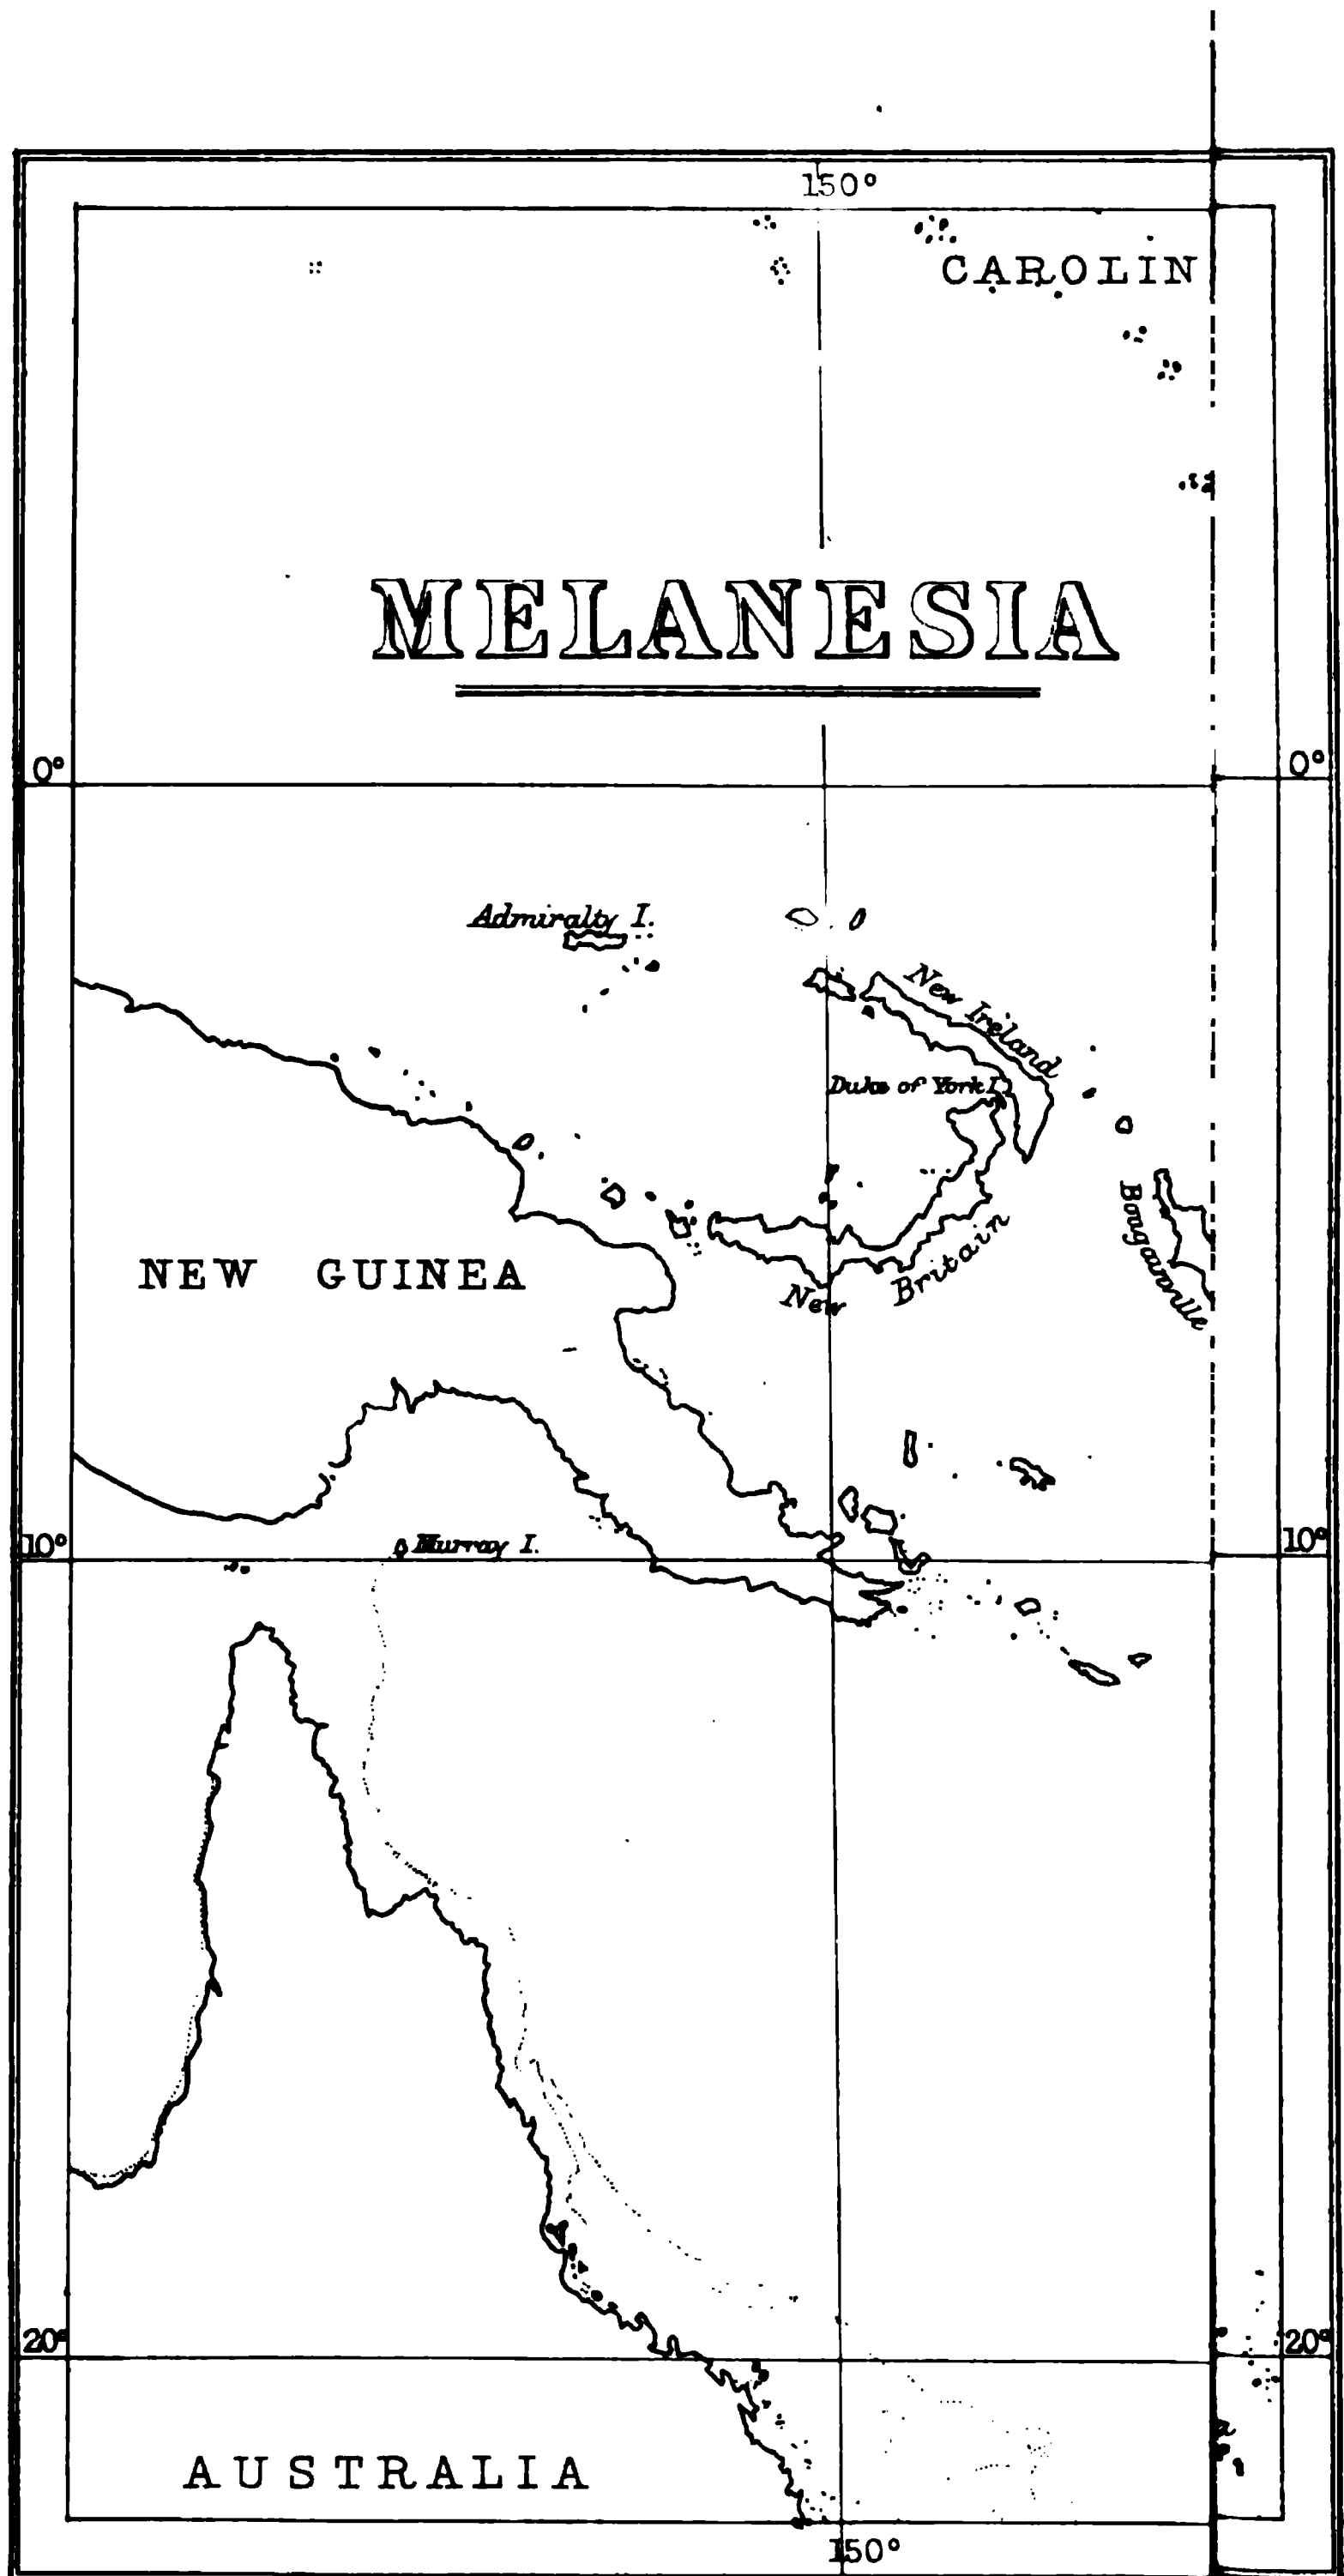 150°
CAROLIN
MELANESIA
0° 0°
Admiralty I.
New Ireland
Duke of York I.
Bougainville
NEW GUINEA
New Britain
10° Murray I. 10°
20° 20°
a
AUSTRALIA
150°